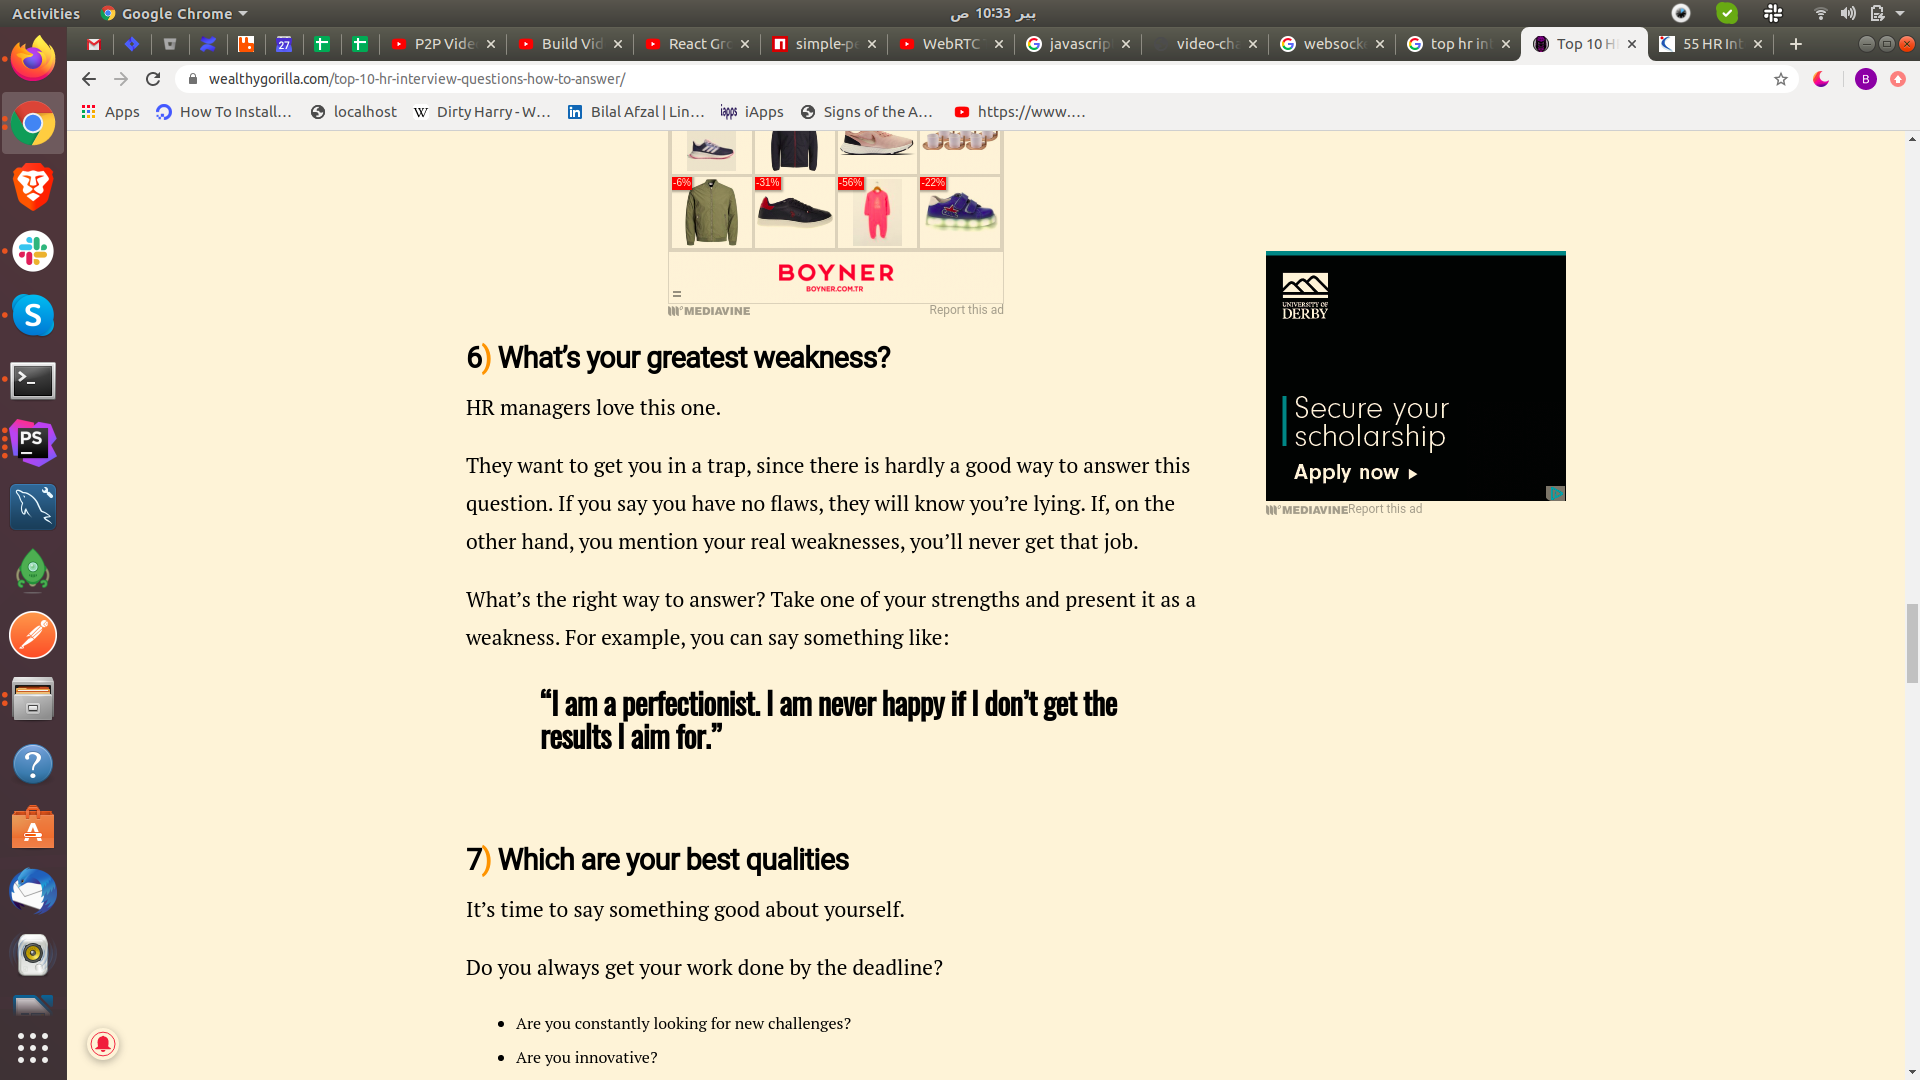 Activities
Google Chrome
پیر 10:33 ص
27
P2P Vide
Build Vid
React Gr
simple-pe
WebRTC
javascrip
video-cha
websocke
top hr in
Top 10 H
55 HR Int
wealthygorilla.com/top-10-hr-interview-questions-how-to-answer/
B
Apps
How To Install...
localhost
Dirty Harry - W...
Bilal Afzal | Lin...
iApps
Signs of the A...
https://www....
-6%
-31%
-56%
-22%
BOYNER
BOYNER.COM.TR
MEDIAVINE
Report this ad
UNIVERSITY OF
DERBY
Secure your
scholarship
Apply now
MEDIAVINE
Report this ad
6) What’s your greatest weakness?
HR managers love this one.
They want to get you in a trap, since there is hardly a good way to answer this
question. If you say you have no flaws, they will know you’re lying. If, on the
other hand, you mention your real weaknesses, you’ll never get that job.
What’s the right way to answer? Take one of your strengths and present it as a
weakness. For example, you can say something like:
“I am a perfectionist. I am never happy if I don’t get the
results I aim for.”
7) Which are your best qualities
It’s time to say something good about yourself.
Do you always get your work done by the deadline?
Are you constantly looking for new challenges?
Are you innovative?